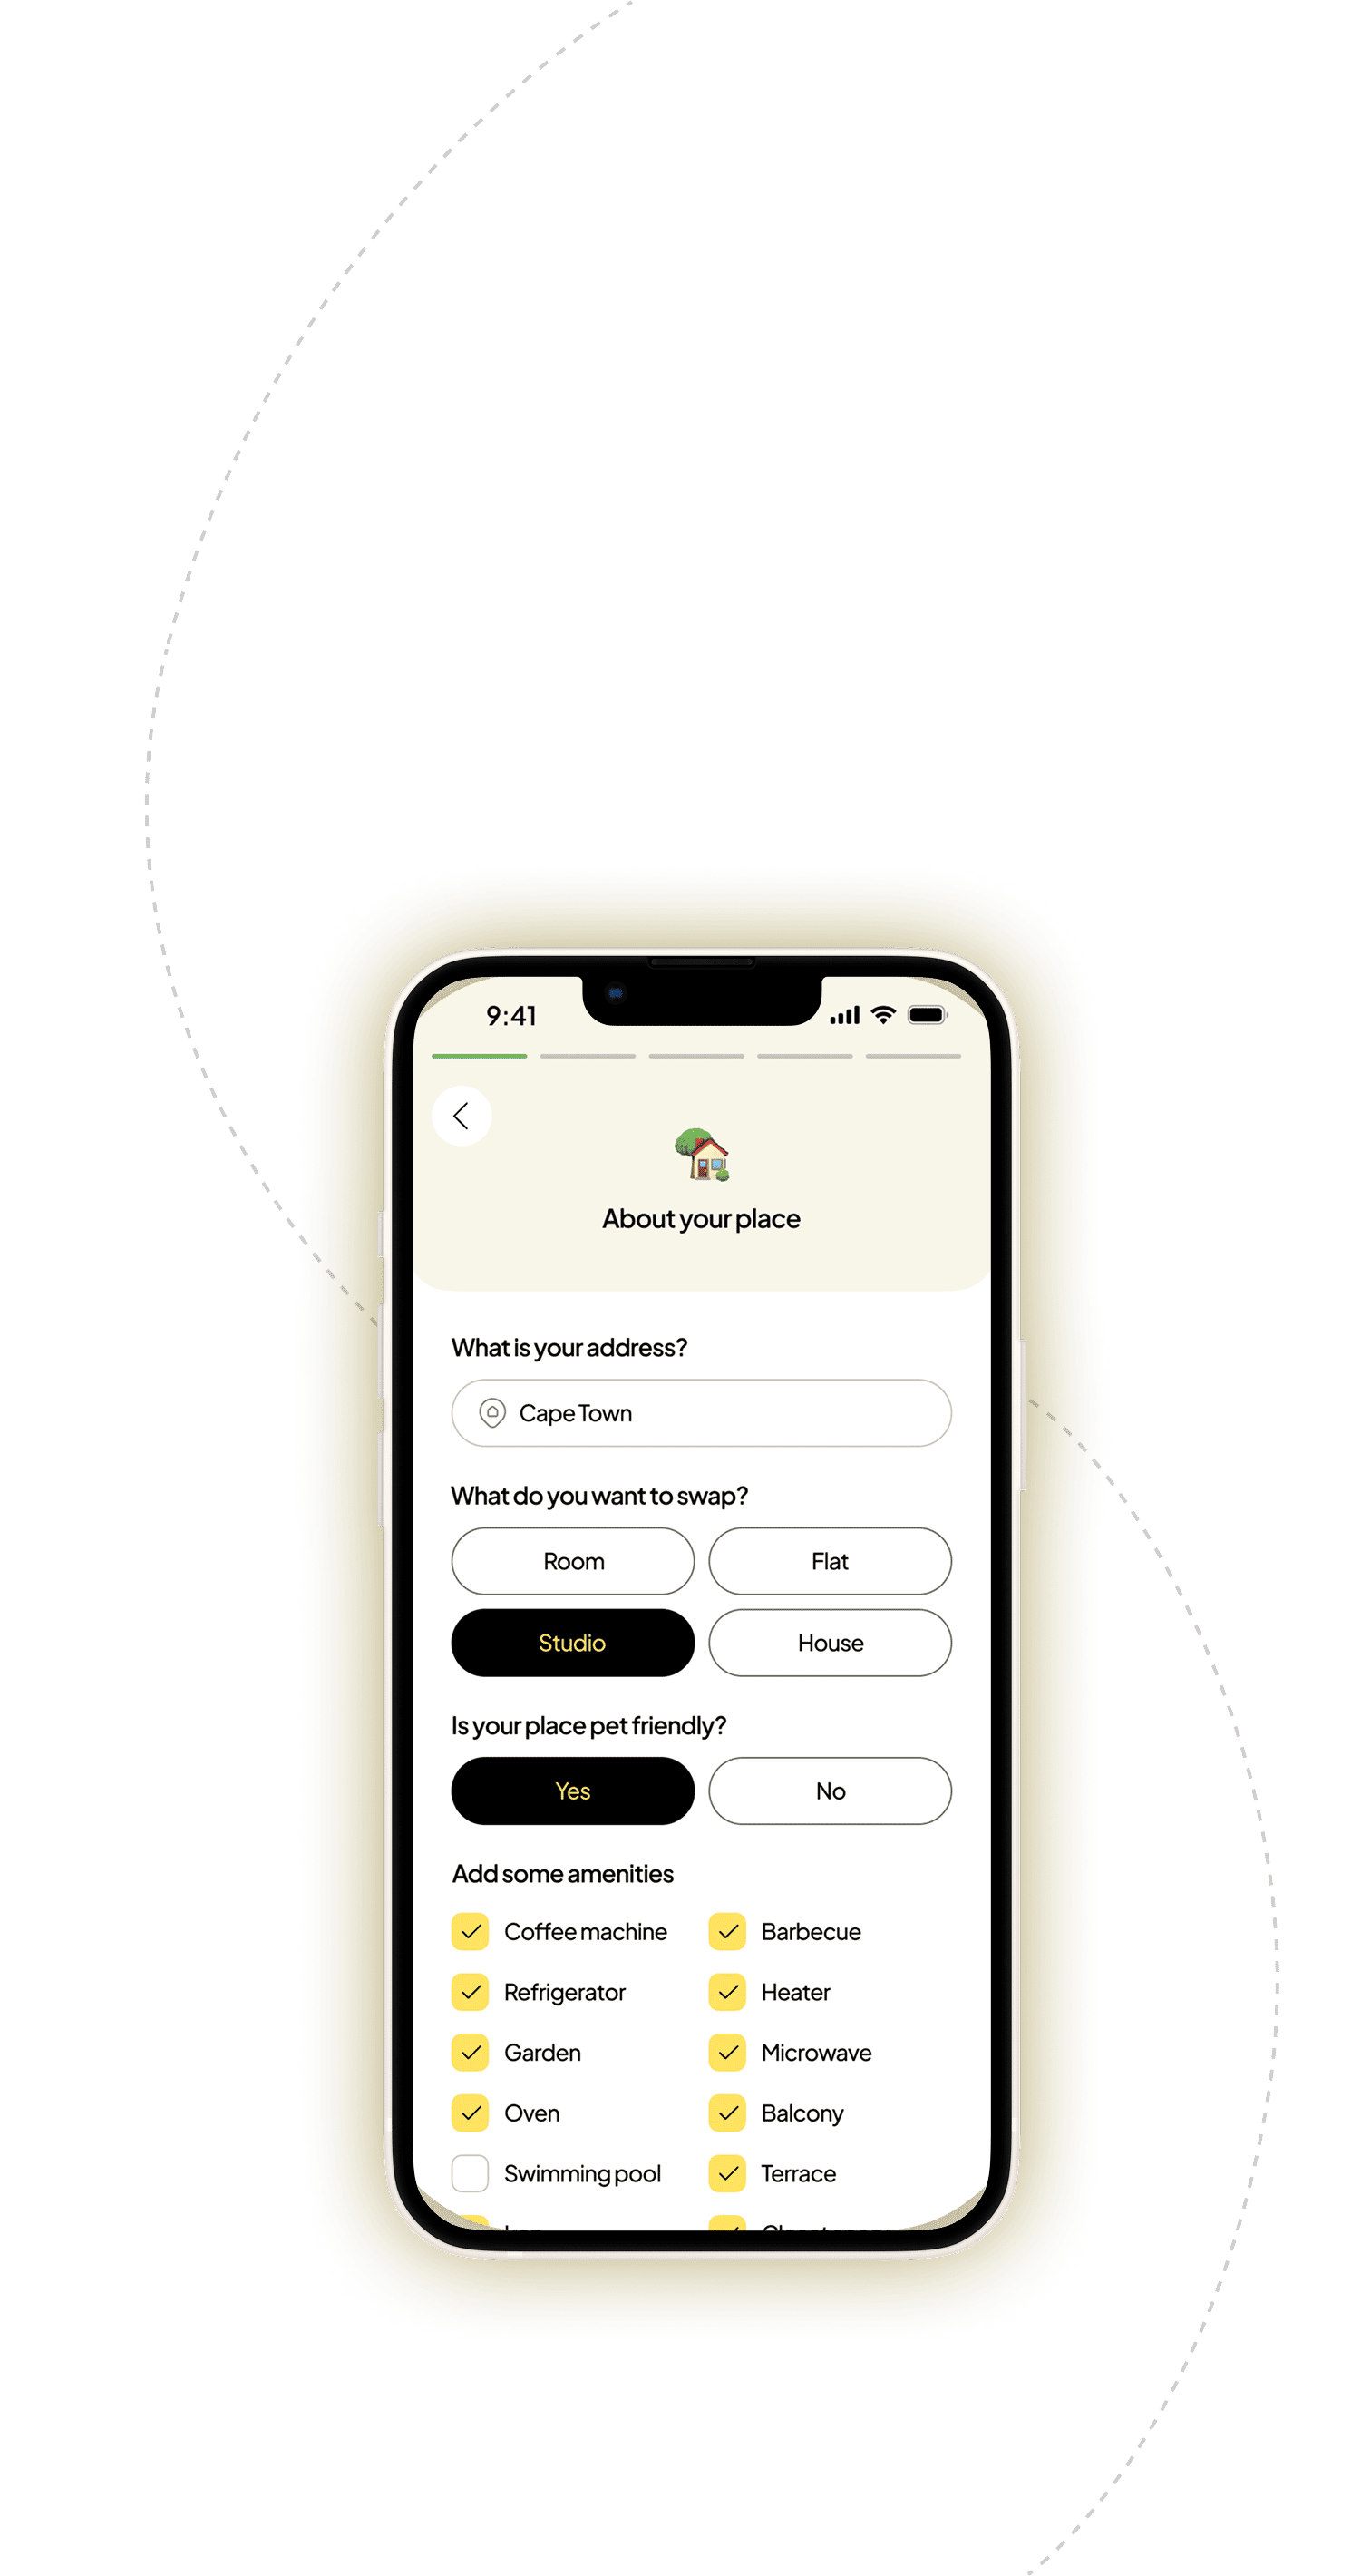 9:41
About your place
What is your address?
Cape Town
What do you want to swap?
Room Flat
Studio House
Is your place pet friendly?
Yes No
Add some amenities
Coffee machine Barbecue
Refrigerator Heater
Garden Microwave
Oven Balcony
Swimming pool Terrace